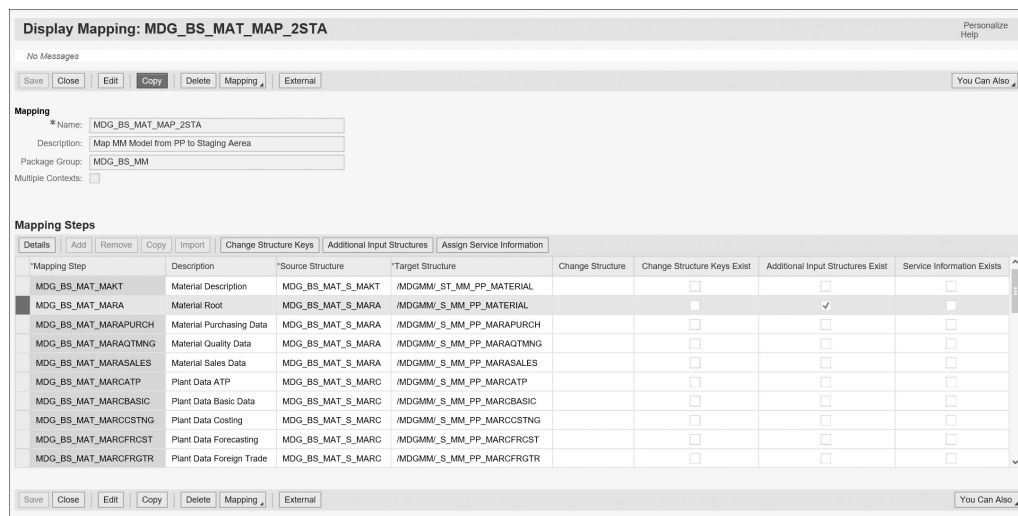 Display Mapping: MDG_BS_MAT_MAP_2STA
Personalize
Help
No Messages
Save Close Edit Copy Delete Mapping External You Can Also
Mapping
*Name: MDG_BS_MAT_MAP_2STA
Description: Map MM Model from PP to Staging Aerea
Package Group: MDG_BS_MM
Multiple Contexts:
Mapping Steps
Details Add Remove Copy Import Change Structure Keys Additional Input Structures Assign Service Information
*Mapping Step Description *Source Structure *Target Structure Change Structure Change Structure Keys Exist Additional Input Structures Exist Service Information Exists
MDG_BS_MAT_MAKT Material Description MDG_BS_MAT_S_MAKT /MDGMM/_ST_MM_PP_MATERIAL
MDG_BS_MAT_MARA Material Root MDG_BS_MAT_S_MARA /MDGMM/_S_MM_PP_MATERIAL
MDG_BS_MAT_MARAPURCH Material Purchasing Data MDG_BS_MAT_S_MARA /MDGMM/_S_MM_PP_MARAPURCH
MDG_BS_MAT_MARAQTMNG Material Quality Data MDG_BS_MAT_S_MARA /MDGMM/_S_MM_PP_MARAQTMNG
MDG_BS_MAT_MARASALES Material Sales Data MDG_BS_MAT_S_MARA /MDGMM/_S_MM_PP_MARASALES
MDG_BS_MAT_MARCATP Plant Data ATP MDG_BS_MAT_S_MARC /MDGMM/_S_MM_PP_MARCATP
MDG_BS_MAT_MARCBASIC Plant Data Basic Data MDG_BS_MAT_S_MARC /MDGMM/_S_MM_PP_MARCBASIC
MDG_BS_MAT_MARCCSTNG Plant Data Costing MDG_BS_MAT_S_MARC /MDGMM/_S_MM_PP_MARCCSTNG
MDG_BS_MAT_MARCFRCST Plant Data Forecasting MDG_BS_MAT_S_MARC /MDGMM/_S_MM_PP_MARCFRCST
MDG_BS_MAT_MARCFRGTR Plant Data Foreign Trade MDG_BS_MAT_S_MARC /MDGMM/_S_MM_PP_MARCFRGTR
Save Close Edit Copy Delete Mapping External You Can Also